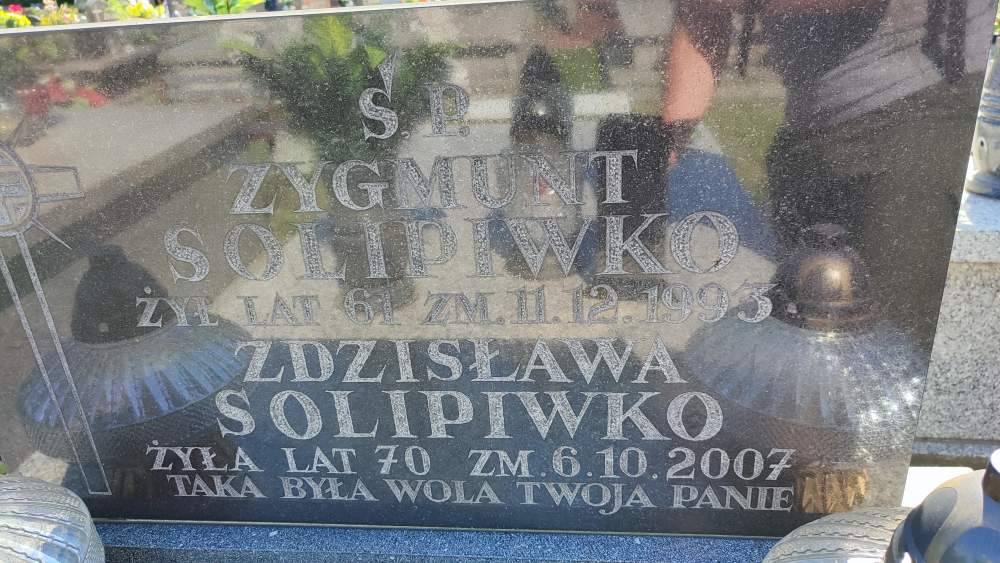 Ś.P.
ZYGMUNT
SOLIPIWKO
ŻYŁ LAT 61 ZM. 11.12.1993
ZDZISŁAWA
SOLIPIWKO
ŻYŁA LAT 70 ZM. 6.10.2007
TAKA BYŁA WOLA TWOJA PANIE